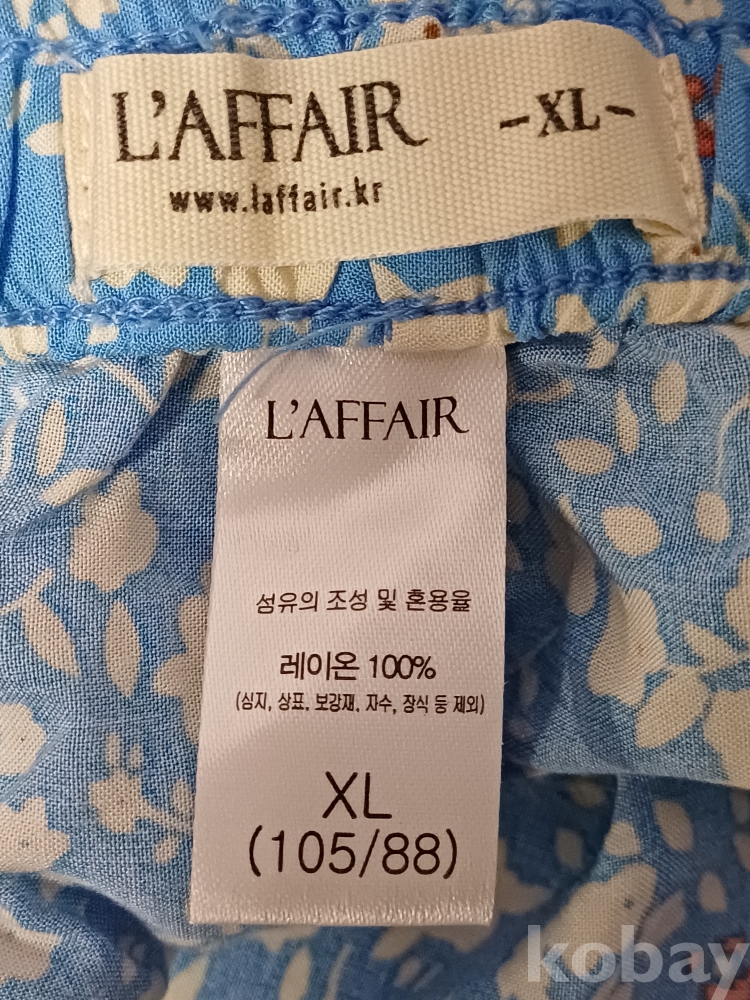 L'AFFAIR -XL-
www.laffair.kr
L'AFFAIR
섬유의 조성 및 혼용율
레이온 100%
(심지, 상표, 보강재, 자수, 장식 등 제외)
XL
(105/88)
kobay